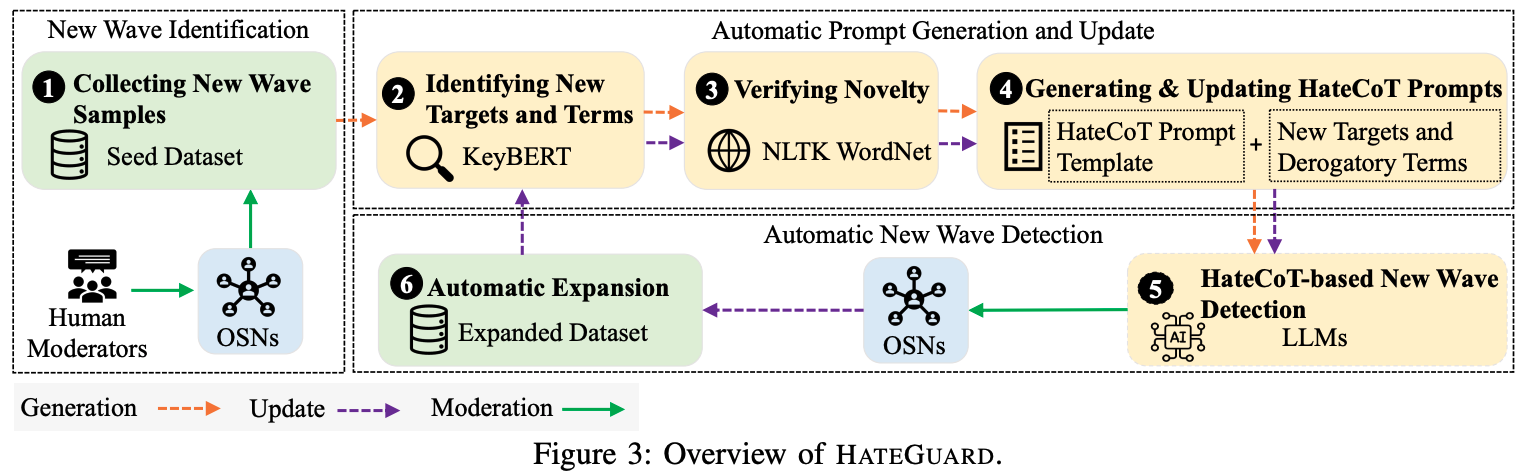 New Wave Identification
1 Collecting New Wave
Samples
Seed Dataset
Human
Moderators
OSNs
Automatic Prompt Generation and Update
2 Identifying New
Targets and Terms
KeyBERT
3 Verifying Novelty
NLTK WordNet
4 Generating & Updating HateCoT Prompts
HateCoT Prompt
Template
+
New Targets and
Derogatory Terms
Automatic New Wave Detection
5 HateCoT-based New Wave
Detection
AI
LLMs
OSNs
6 Automatic Expansion
Expanded Dataset
Generation
Update
Moderation
Figure 3: Overview of HATEGUARD.